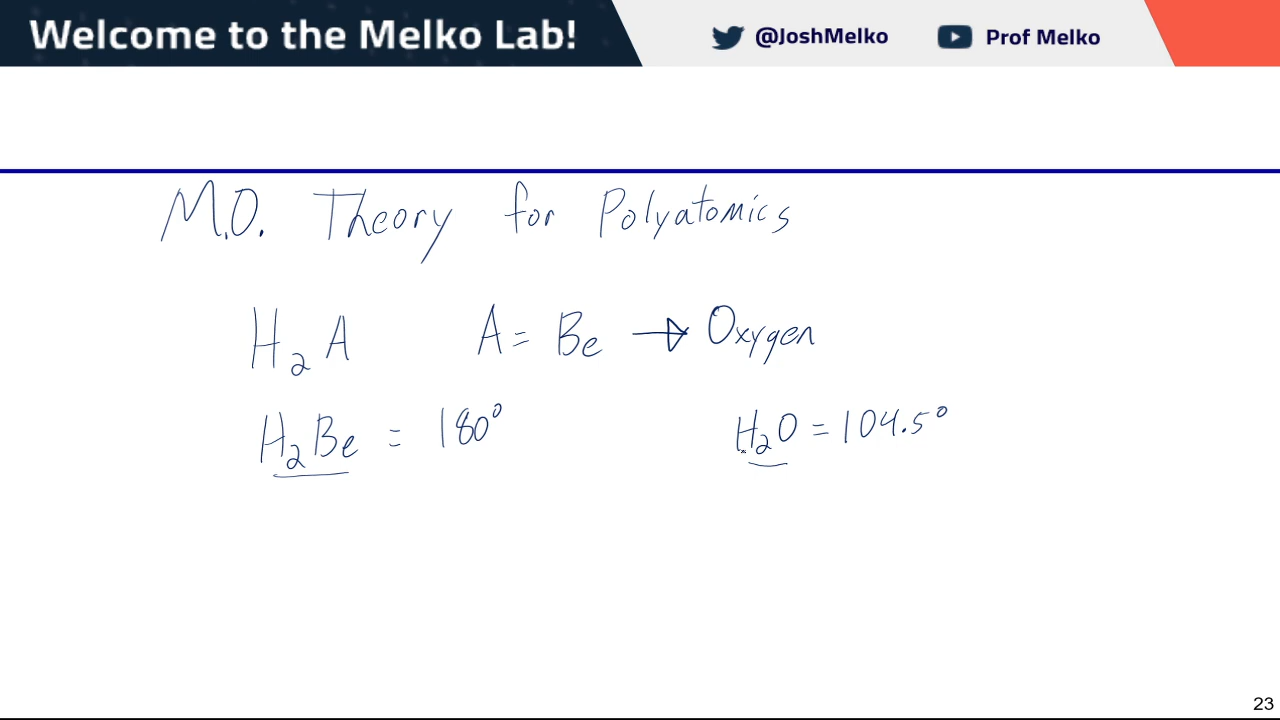 Welcome to the Melko Lab! @JoshMelko Prof Melko
M.O. Theory for Polyatomics
H₂A A = Be → Oxygen
H₂Be = 180° H₂O = 104.5°
23